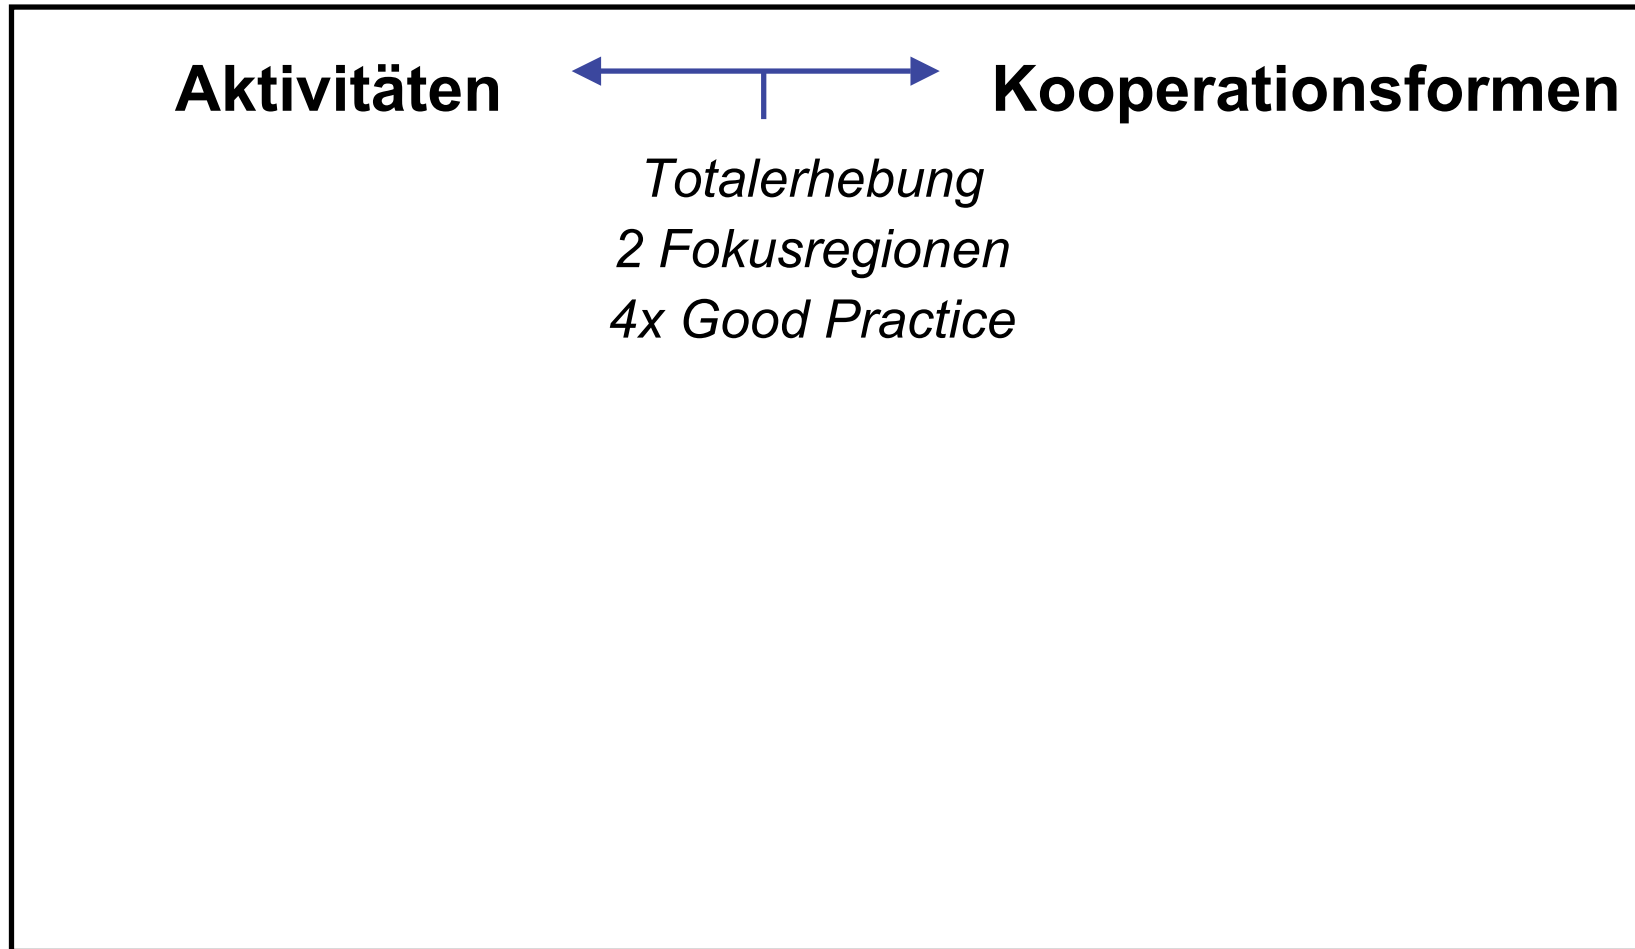 Aktivitäten Kooperationsformen
Totalerhebung
2 Fokusregionen
4x Good Practice